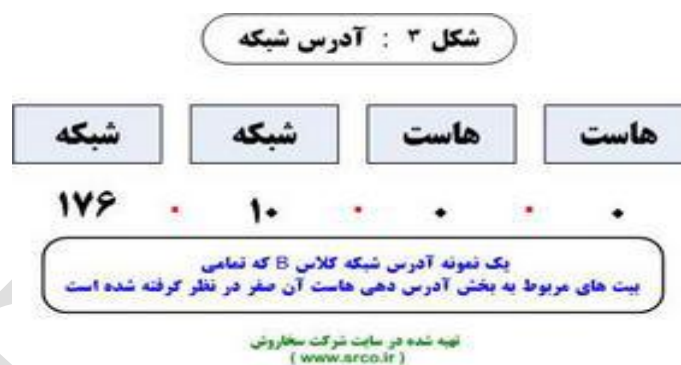 شکل ۳ : آدرس شبکه
شبکه شبکه هاست هاست
۱۷۶ . ۱۰ . ۰ . ۰
یک نمونه آدرس شبکه کلاس B که تمامی
بیت های مربوط به بخش آدرس دهی هاست آن صفر در نظر گرفته شده است
تهیه شده در سایت شرکت سخاروش
( www.srco.ir )